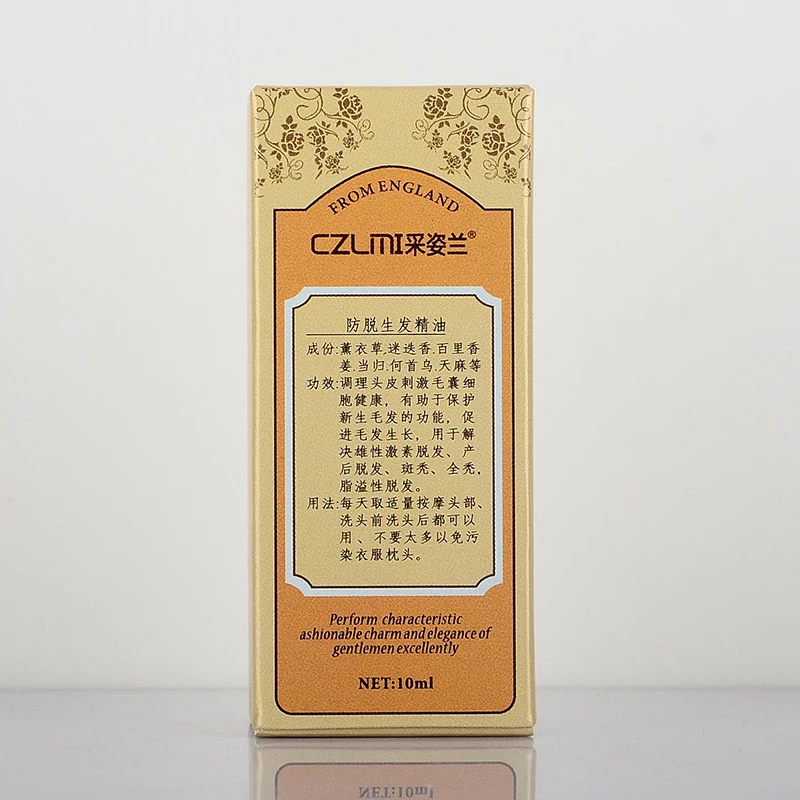 FROM ENGLAND
CZLMI采姿兰®
防脱生发精油
成份:薰衣草.迷迭香.百里香
姜.当归.何首乌.天麻等
功效:调理头皮刺激毛囊细
胞健康，有助于保护
新生毛发的功能，促
进毛发生长，用于解
决雄性激素脱发、产
后脱发、斑秃、全秃，
脂溢性脱发。
用法:每天取适量按摩头部、
洗头前洗头后都可以
用、不要太多以免污
染衣服枕头。
Perform characteristic
ashionable charm and elegance of
gentlemen excellently
NET:10ml